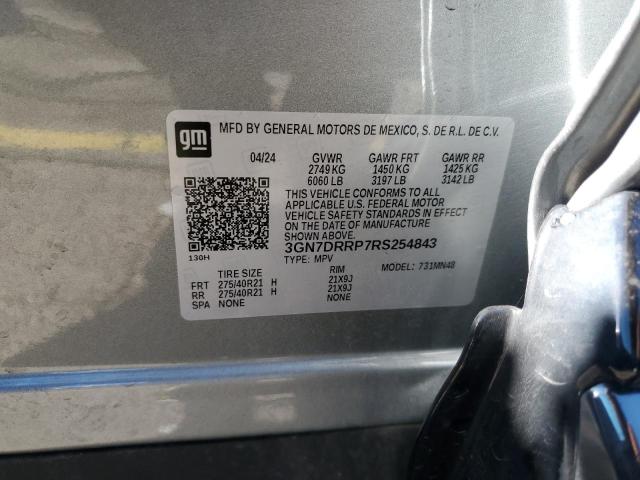 gm
MFD BY GENERAL MOTORS DE MEXICO, S. DE R.L. DE C.V.
04/24 GVWR GAWR FRT GAWR RR
2749 KG 1450 KG 1425 KG
6060 LB 3197 LB 3142 LB
THIS VEHICLE CONFORMS TO ALL
APPLICABLE U.S. FEDERAL MOTOR
VEHICLE SAFETY STANDARDS IN EFFECT
ON THE DATE OF MANUFACTURE
SHOWN ABOVE.
3GN7DRRP7RS254843
130H TYPE: MPV MODEL: 731MN48
TIRE SIZE RIM
FRT 275/40R21 H 21X9J
RR 275/40R21 H 21X9J
SPA NONE NONE